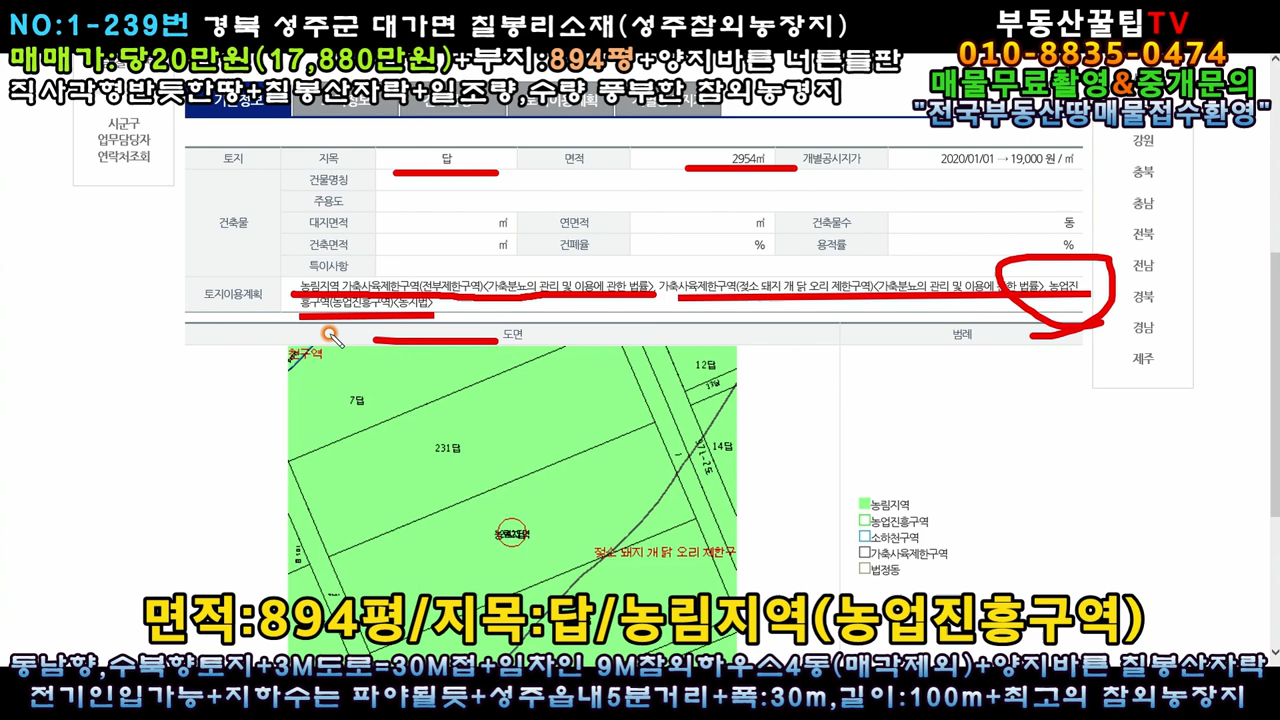 NO:1-239번 경북 성주군 대가면 칠봉리소재(성주참외농장지)
부동산꿀팁TV
매매가:당20만원(17,880만원)+부지:894평+양지바른 너른들판
010-8835-0474
직사각형반듯한땅+칠봉산자락+일조량,수량 풍부한 참외농경지
매물무료촬영&중개문의
"전국부동산땅매물접수환영"
시군구
업무담당자
연락처조회
토지 지목 답 면적 2954㎡ 개별공시지가 2020/01/01 → 19,000 원 / ㎡
건물명칭
주용도
건축물 대지면적 ㎡ 연면적 ㎡ 건축물수 동
건축면적 ㎡ 건폐율 % 용적률 %
특이사항
토지이용계획
농림지역 가축사육제한구역(전부제한구역)<가축분뇨의 관리 및 이용에 관한 법률>, 가축사육제한구역(젖소 돼지 개 닭 오리 제한구역)<가축분뇨의 관리 및 이용에 관한 법률>, 농업진
흥구역(농업진흥구역)<농지법>
도면 범례
강원
충북
충남
전북
전남
경북
경남
제주
천구역
12답
7답
231답
14답
젖소 돼지 개 닭 오리 제한구
농림지역
농업진흥구역
소하천구역
가축사육제한구역
법정동
면적:894평/지목:답/농림지역(농업진흥구역)
동남향,수북향토지+3M도로=30M접+임차인 9M참외하우스4동(매각제외)+양지바른 칠봉산자락
전기인입가능+지하수는 파야될듯+성주읍내5분거리+폭:30m,길이:100m+최고의 참외농장지